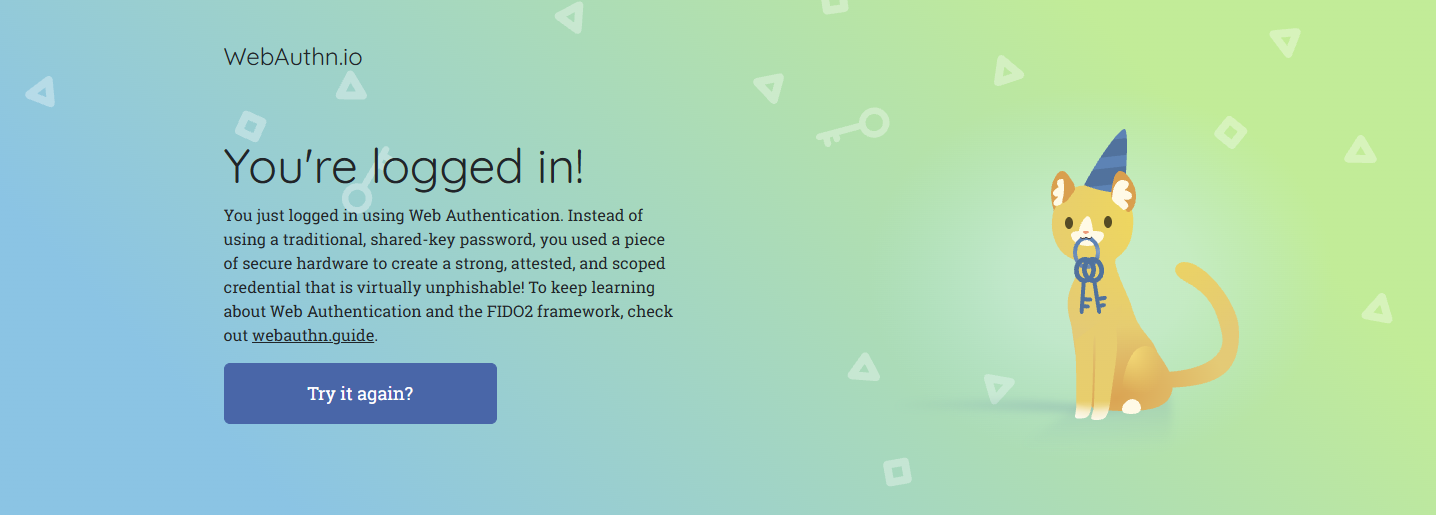 WebAuthn.io
You're logged in!
You just logged in using Web Authentication. Instead of
using a traditional, shared-key password, you used a piece
of secure hardware to create a strong, attested, and scoped
credential that is virtually unphishable! To keep learning
about Web Authentication and the FIDO2 framework, check
out webauthn.guide.
Try it again?